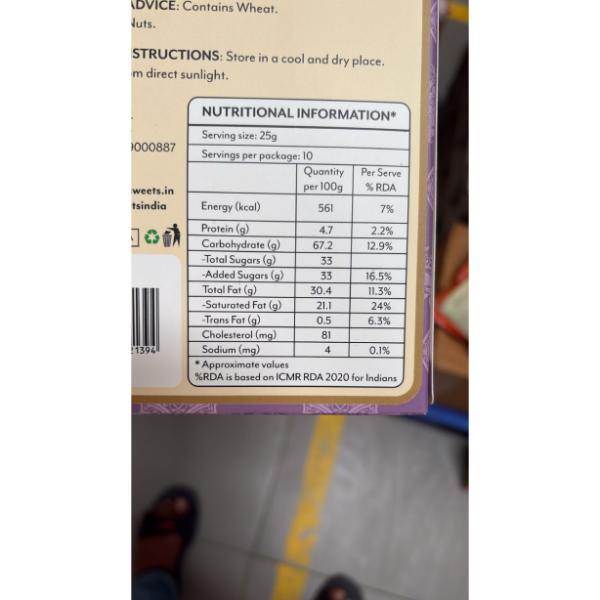 ADVICE: Contains Wheat.
Nuts.
STRUCTIONS: Store in a cool and dry place.
m direct sunlight.
9000887
weets.in
tsindia
NUTRITIONAL INFORMATION*
Serving size: 25g
Servings per package: 10
Quantity per 100g Per Serve % RDA
Energy (kcal) 561 7%
Protein (g) 4.7 2.2%
Carbohydrate (g) 67.2 12.9%
-Total Sugars (g) 33
-Added Sugars (g) 33 16.5%
Total Fat (g) 30.4 11.3%
-Saturated Fat (g) 21.1 24%
-Trans Fat (g) 0.5 6.3%
Cholesterol (mg) 81
Sodium (mg) 4 0.1%
* Approximate values
%RDA is based on ICMR RDA 2020 for Indians
21394